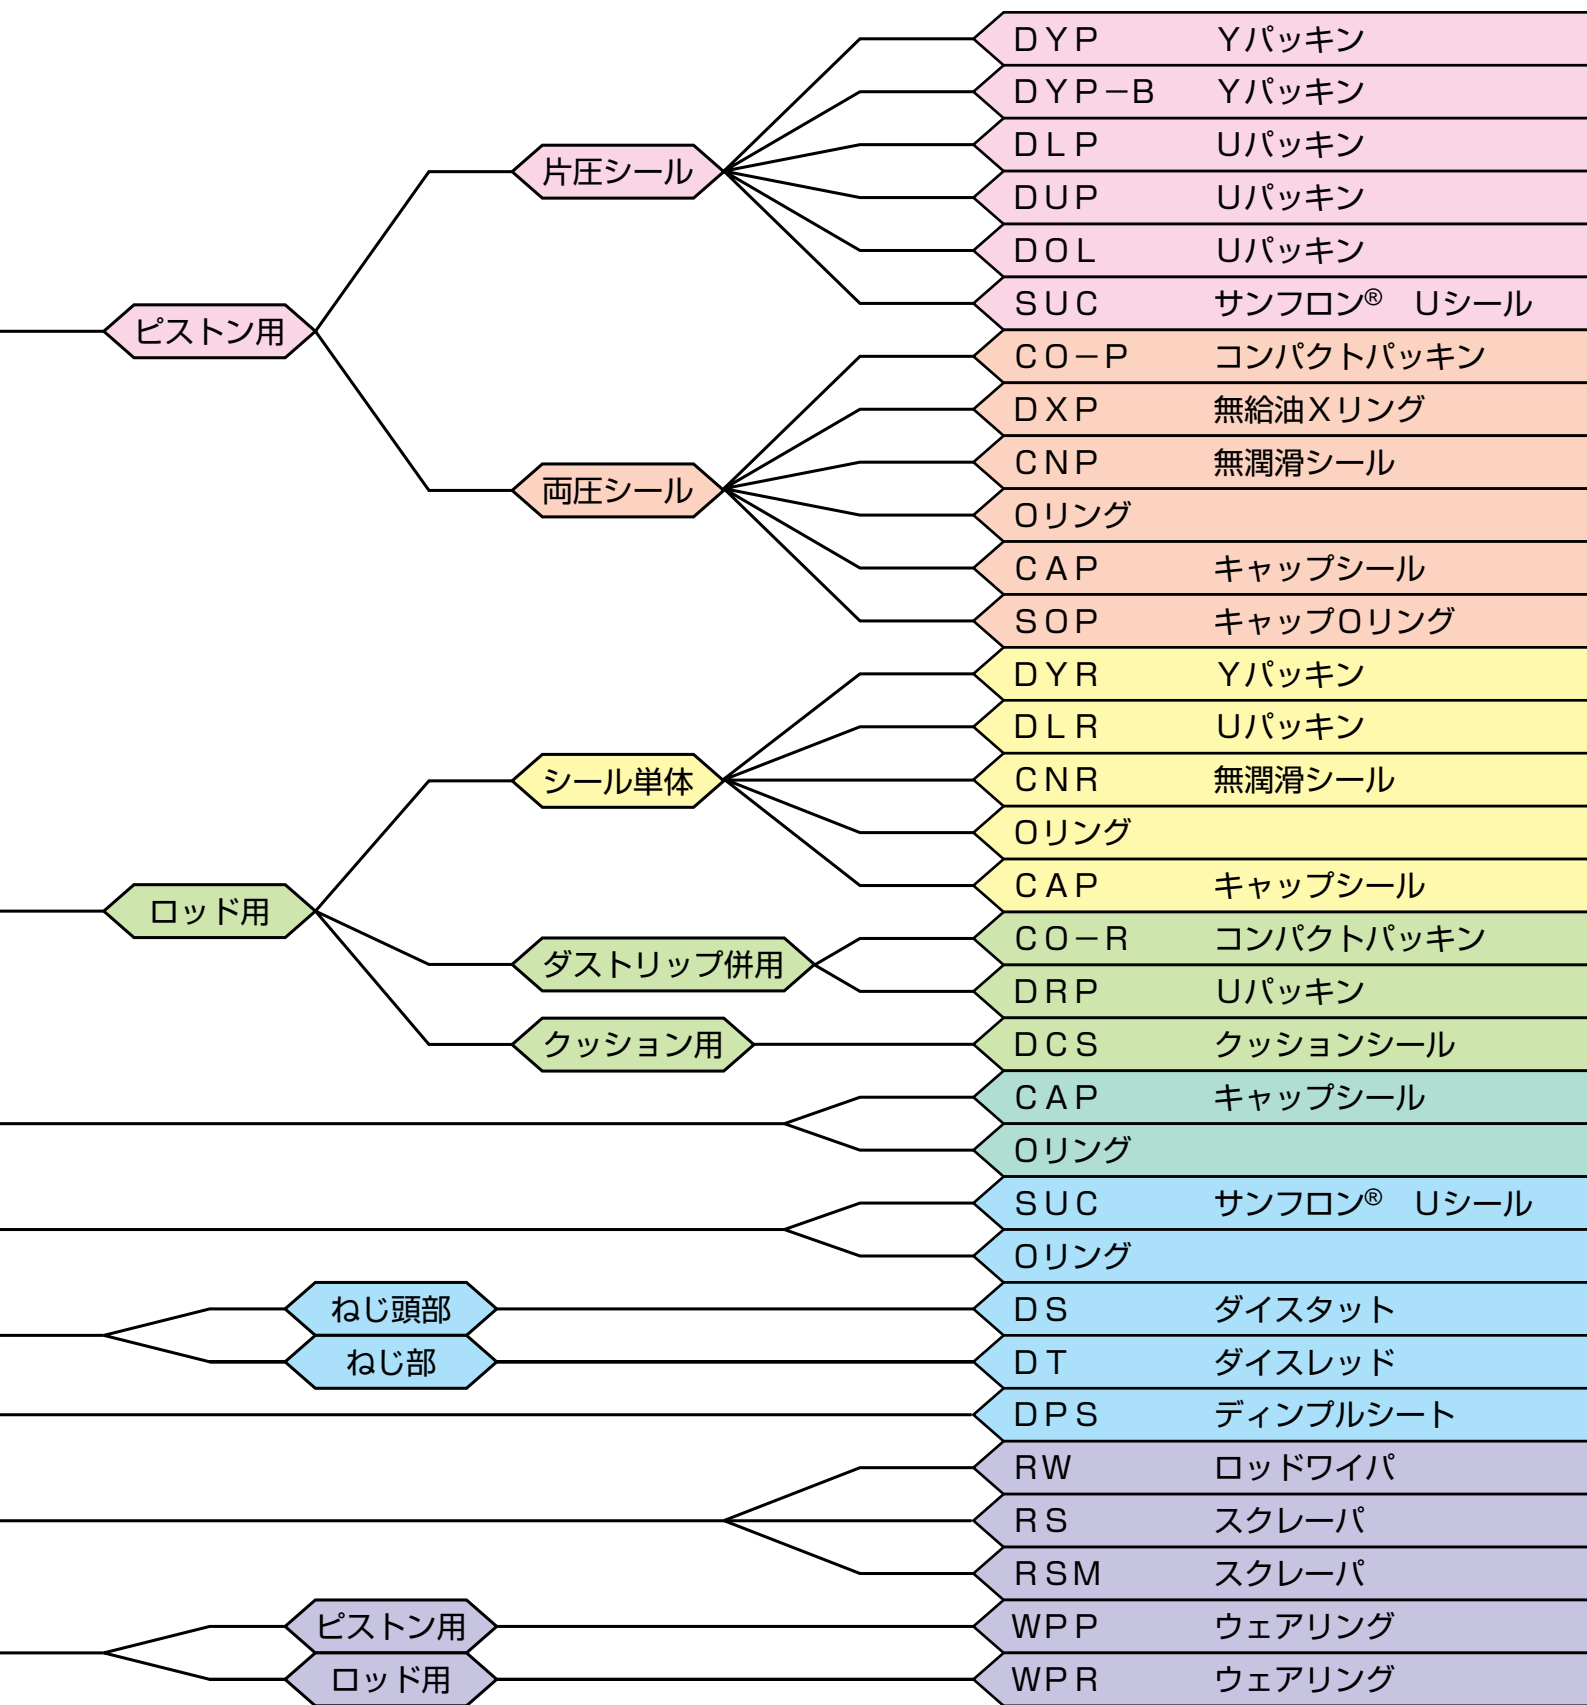 DYP Yパッキン
DYP−B Yパッキン
DLP Uパッキン
片圧シール
DUP Uパッキン
DOL Uパッキン
SUC サンフロン® Uシール
ピストン用
CO−P コンパクトパッキン
DXP 無給油Xリング
CNP 無潤滑シール
両圧シール
Oリング
CAP キャップシール
SOP キャップOリング
DYR Yパッキン
DLR Uパッキン
シール単体
CNR 無潤滑シール
Oリング
CAP キャップシール
ロッド用
CO−R コンパクトパッキン
ダストリップ併用
DRP Uパッキン
クッション用
DCS クッションシール
CAP キャップシール
Oリング
SUC サンフロン® Uシール
Oリング
ねじ頭部
DS ダイスタット
ねじ部
DT ダイスレッド
DPS ディンプルシート
RW ロッドワイパ
RS スクレーパ
RSM スクレーパ
ピストン用
WPP ウェアリング
ロッド用
WPR ウェアリング